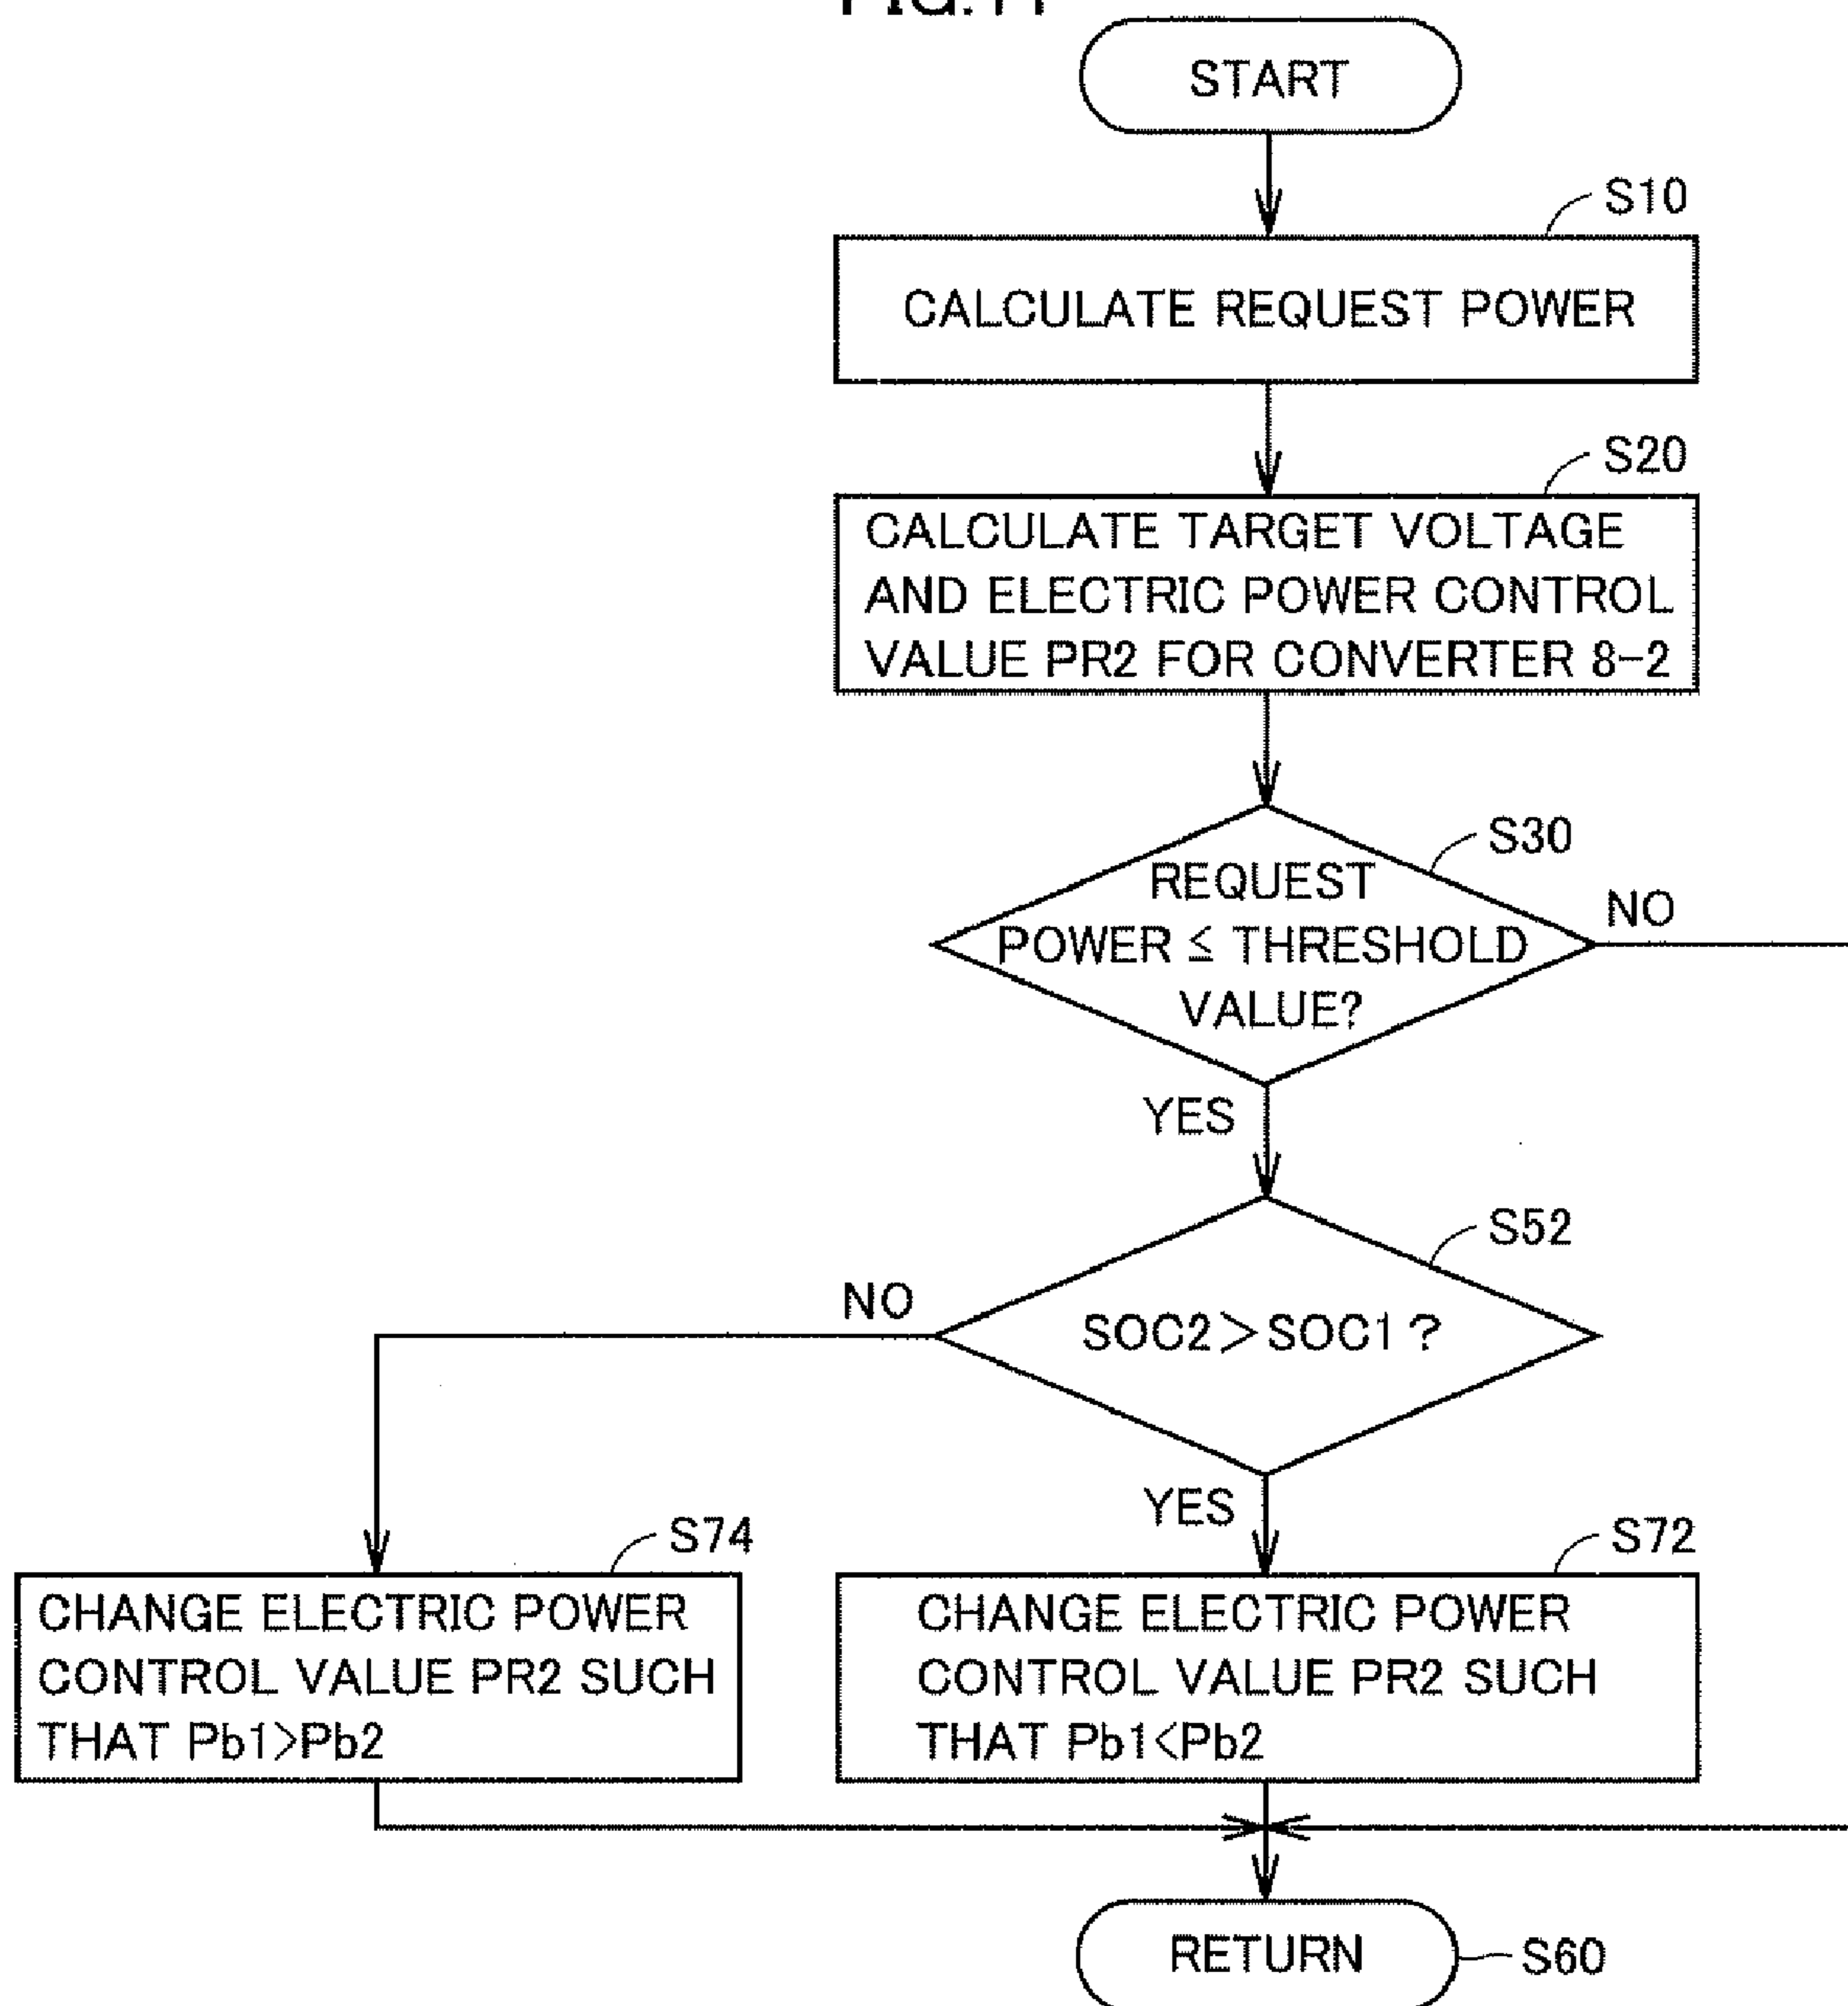 START
S10
CALCULATE REQUEST POWER
S20
CALCULATE TARGET VOLTAGE
AND ELECTRIC POWER CONTROL
VALUE PR2 FOR CONVERTER 8-2
S30
REQUEST
POWER ≦ THRESHOLD
VALUE?
NO
YES
S52
SOC2>SOC1?
NO
YES
S74
CHANGE ELECTRIC POWER
CONTROL VALUE PR2 SUCH
THAT Pb1>Pb2
S72
CHANGE ELECTRIC POWER
CONTROL VALUE PR2 SUCH
THAT Pb1<Pb2
RETURN
S60